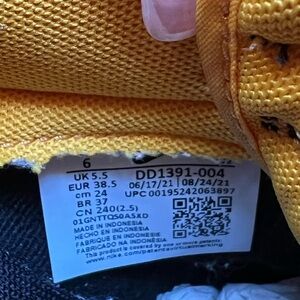 6
UK 5.5
EUR 38.5
cm 24
BR 37
CN 240(2.5)
DD1391-004
06/17/21 08/24/21
UPC 00195242063897
01GNTTQ50A5XD
MADE IN INDONESIA
HECHO EN INDONESIA
FABRIQUE EN INDONESIE
FABRICADO NA INDONESIA